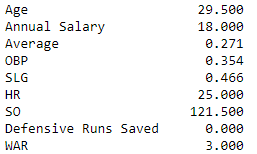 Age 29.500
Annual Salary 18.000
Average 0.271
OBP 0.354
SLG 0.466
HR 25.000
SO 121.500
Defensive Runs Saved 0.000
WAR 3.000